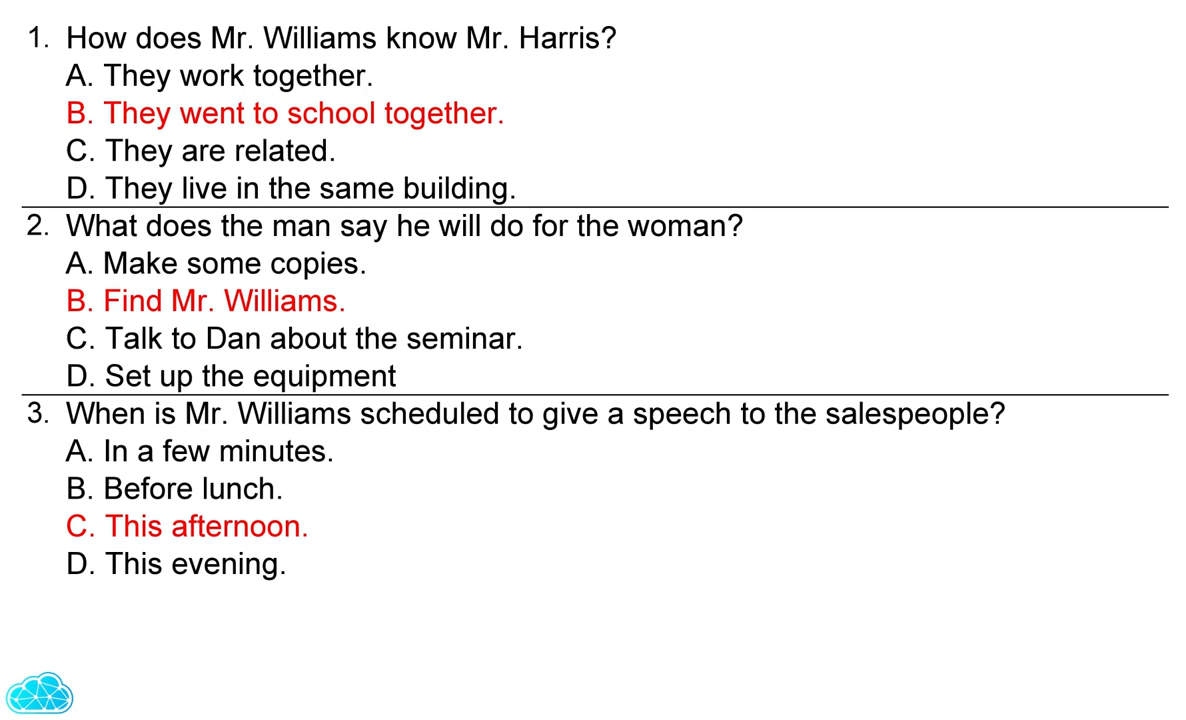 1. How does Mr. Williams know Mr. Harris?
A. They work together.
B. They went to school together.
C. They are related.
D. They live in the same building.
2. What does the man say he will do for the woman?
A. Make some copies.
B. Find Mr. Williams.
C. Talk to Dan about the seminar.
D. Set up the equipment
3. When is Mr. Williams scheduled to give a speech to the salespeople?
A. In a few minutes.
B. Before lunch.
C. This afternoon.
D. This evening.